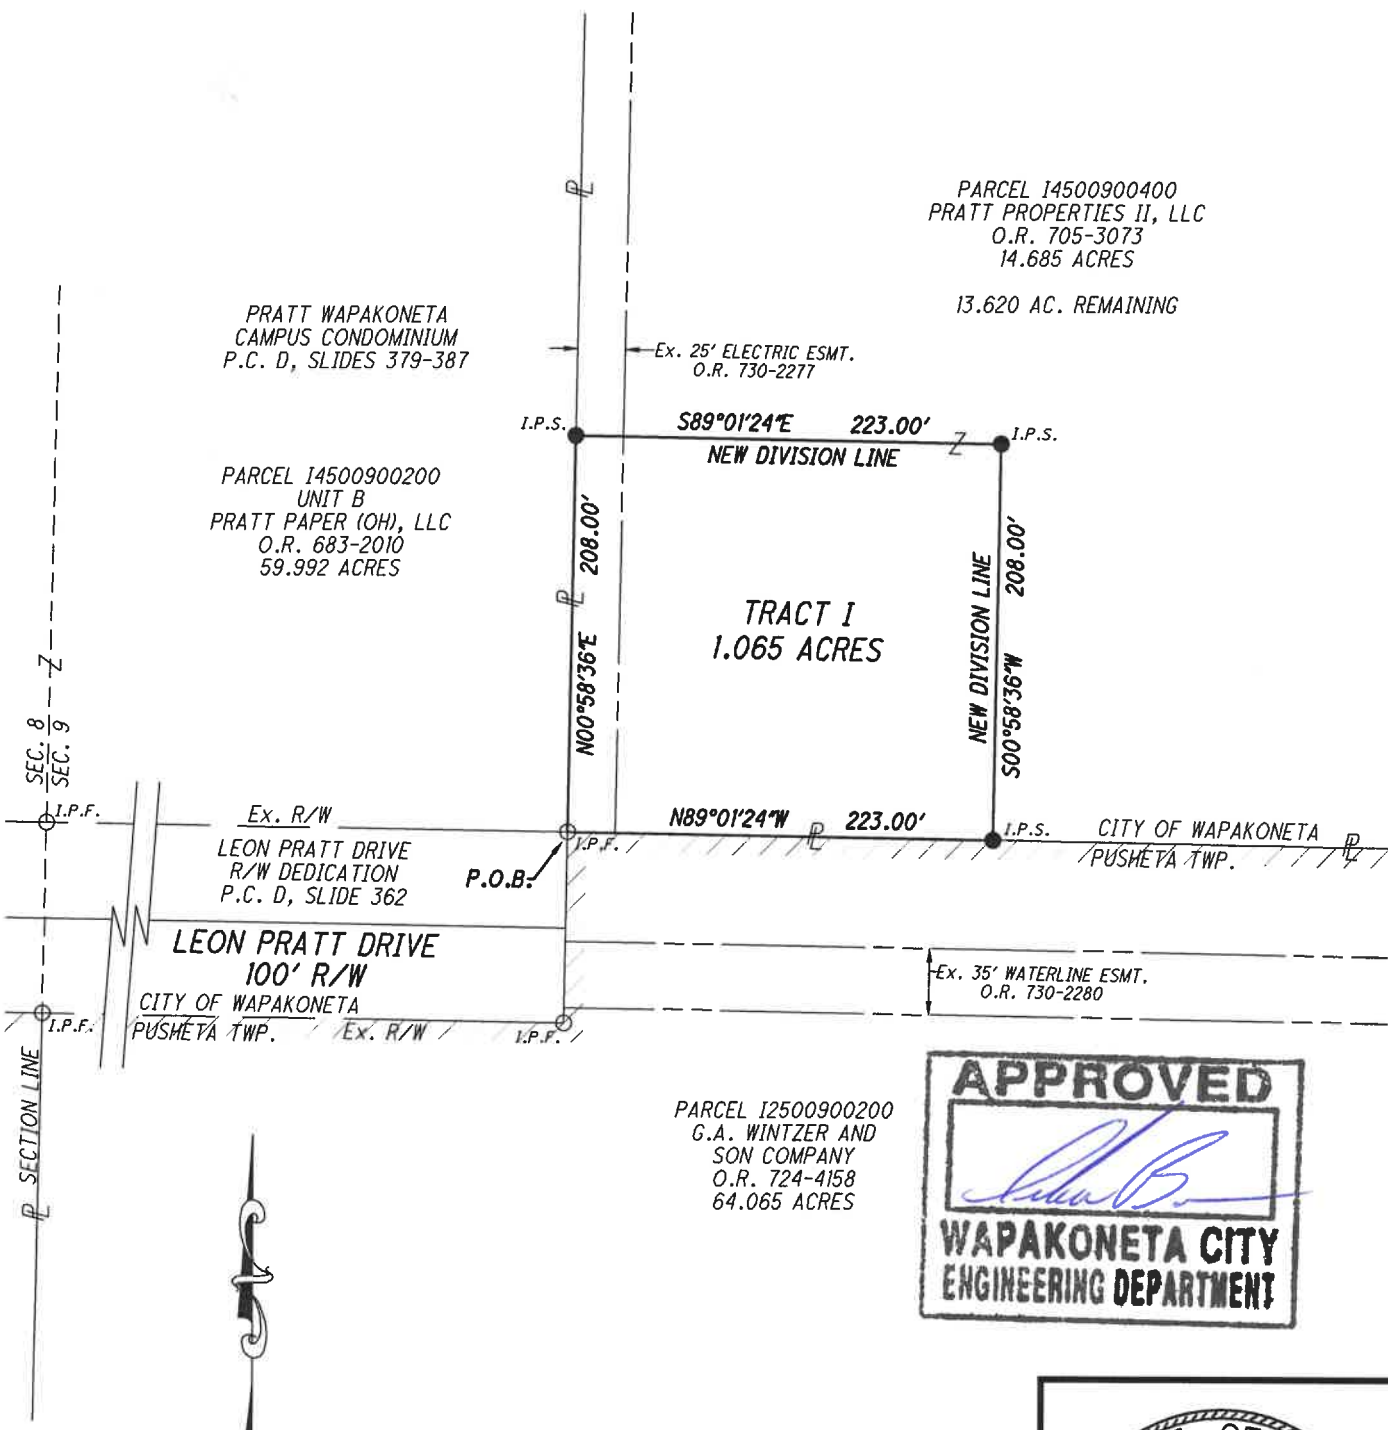 PARCEL I4500900400
PRATT PROPERTIES II, LLC
O.R. 705-3073
14.685 ACRES
13.620 AC. REMAINING
PRATT WAPAKONETA
CAMPUS CONDOMINIUM
P.C. D, SLIDES 379-387
Ex. 25' ELECTRIC ESMT.
O.R. 730-2277
I.P.S.
S89°01'24"E 223.00'
NEW DIVISION LINE
I.P.S.
PARCEL I4500900200
UNIT B
PRATT PAPER (OH), LLC
O.R. 683-2010
59.992 ACRES
N00°58'36"E 208.00'
TRACT I
1.065 ACRES
NEW DIVISION LINE
S00°58'36"W 208.00'
SEC. 8
SEC. 9
I.P.F.
Ex. R/W
LEON PRATT DRIVE
R/W DEDICATION
P.C. D, SLIDE 362
P.O.B.
I.P.F.
N89°01'24"W 223.00'
I.P.S.
CITY OF WAPAKONETA
PUSHETA TWP.
LEON PRATT DRIVE
100' R/W
CITY OF WAPAKONETA
PUSHETA TWP.
Ex. R/W
I.P.F.
I.P.F.
Ex. 35' WATERLINE ESMT.
O.R. 730-2280
SECTION LINE
PARCEL I2500900200
G.A. WINTZER AND
SON COMPANY
O.R. 724-4158
64.065 ACRES
APPROVED
WAPAKONETA CITY
ENGINEERING DEPARTMENT